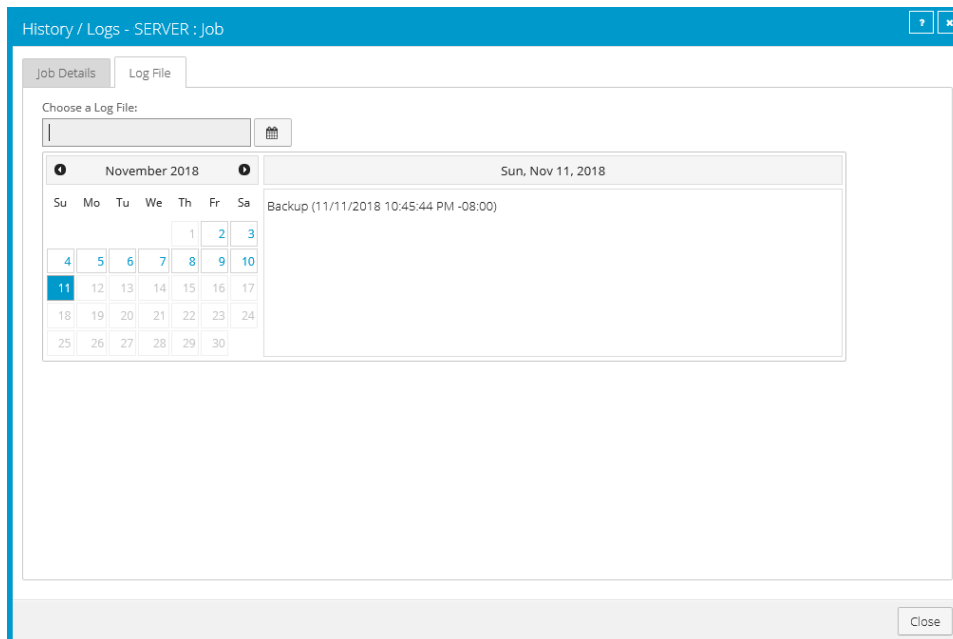 History / Logs - SERVER : Job ? ×
Job Details Log File
Choose a Log File:
November 2018 Sun, Nov 11, 2018
Su Mo Tu We Th Fr Sa
Backup (11/11/2018 10:45:44 PM -08:00)
1 2 3
4 5 6 7 8 9 10
11 12 13 14 15 16 17
18 19 20 21 22 23 24
25 26 27 28 29 30
Close